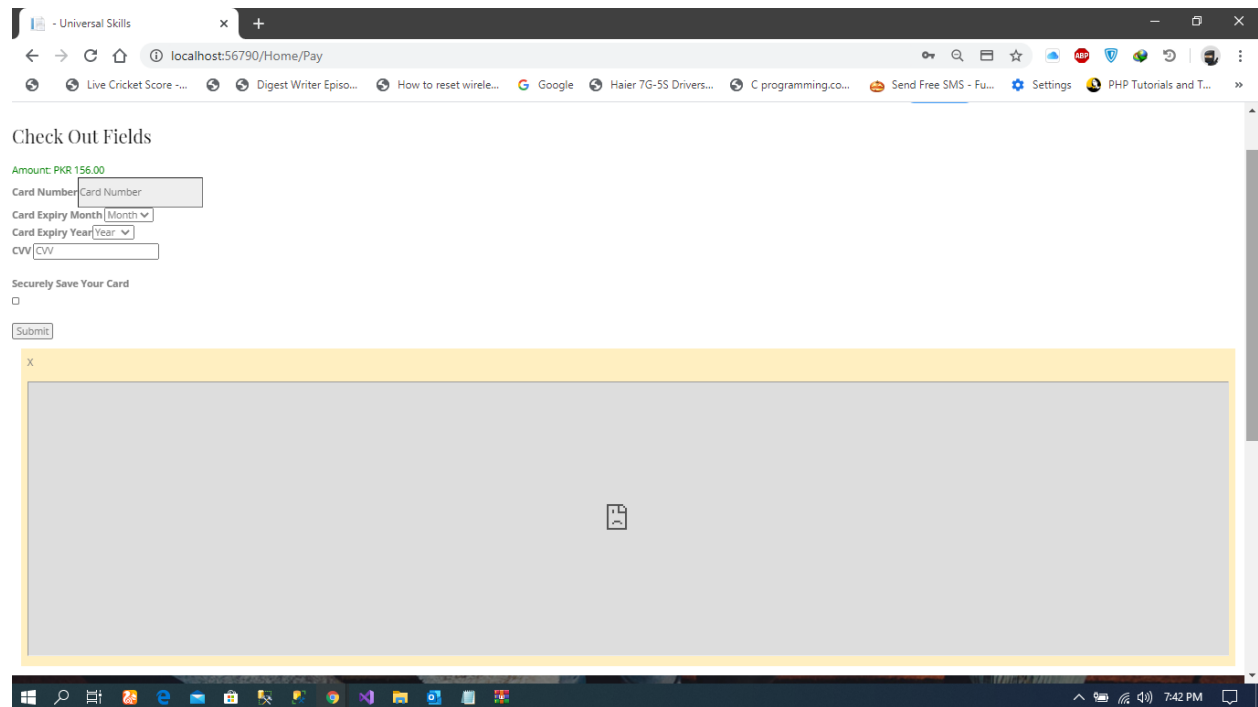 - Universal Skills
localhost:56790/Home/Pay
ABP
Live Cricket Score -... Digest Writer Episo... How to reset wirele... Google Haier 7G-5S Drivers... C programming.co... Send Free SMS - Fu... Settings PHP Tutorials and T... »
Check Out Fields
Amount: PKR 156.00
Card Number Card Number
Card Expiry Month Month
Card Expiry Year Year
CVV CVV
Securely Save Your Card
Submit
X
7:42 PM